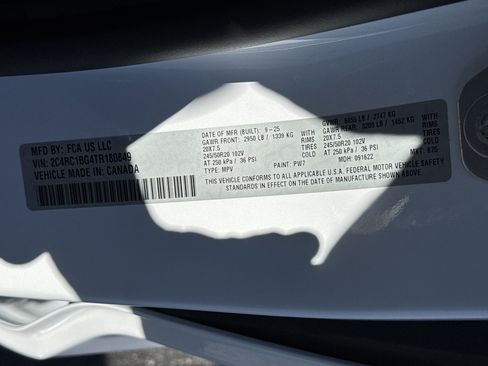 MFD BY: FCA US LLC
VIN: 2C4RC1BG4TR180849
VEHICLE MADE IN: CANADA
DATE OF MFR (BUILT): 9-25
GAWR FRONT: 2950 LB / 1339 KG WITH
20X7.5 RIMS
245/50R20 102V TIRES
AT 250 kPa / 36 PSI
TYPE: MPV PAINT: PW7
GVWR: 6055 LB / 2747 KG
GAWR REAR: 3200 LB / 1452 KG WITH
20X7.5 RIMS
245/50R20 102V TIRES
AT 250 kPa / 36 PSI
MDH: 091622 MKT: 875
THIS VEHICLE CONFORMS TO ALL APPLICABLE U.S.A. FEDERAL MOTOR VEHICLE
SAFETY STANDARDS IN EFFECT ON THE DATE OF MANUFACTURE SHOWN ABOVE